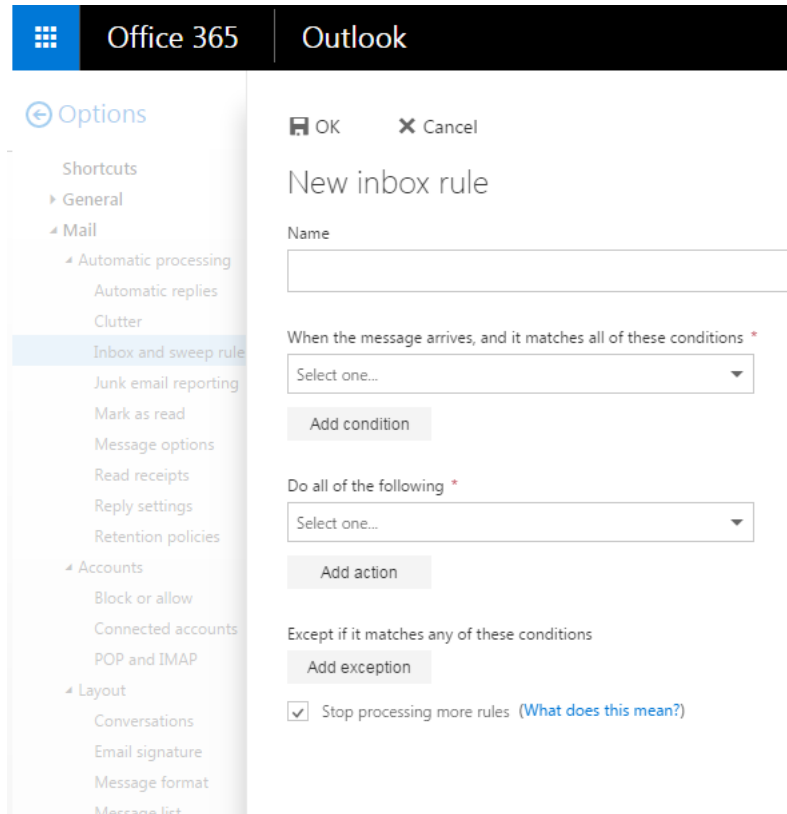 Office 365 Outlook
Options
Shortcuts
General
Mail
Automatic processing
Automatic replies
Clutter
Inbox and sweep rule
Junk email reporting
Mark as read
Message options
Read receipts
Reply settings
Retention policies
Accounts
Block or allow
Connected accounts
POP and IMAP
Layout
Conversations
Email signature
Message format
Message list
OK Cancel
New inbox rule
Name
When the message arrives, and it matches all of these conditions *
Select one...
Add condition
Do all of the following *
Select one...
Add action
Except if it matches any of these conditions
Add exception
Stop processing more rules (What does this mean?)